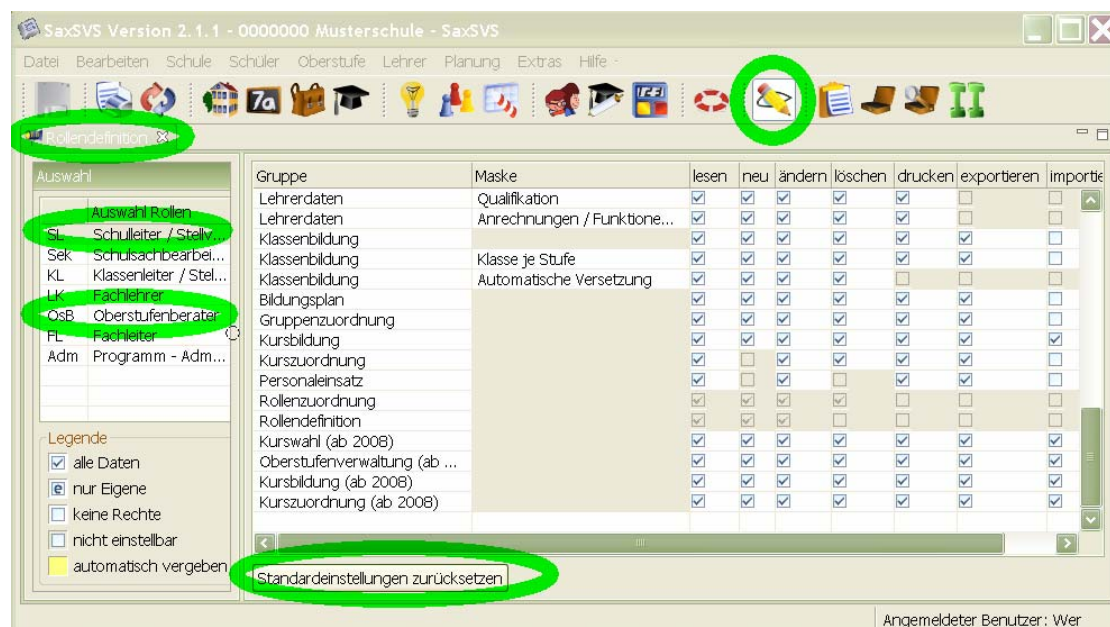 SaxSVS Version 2.1.1 - 0000000 Musterschule - SaxSVS
Datei Bearbeiten Schule Schüler Oberstufe Lehrer Planung Extras Hilfe
7a 123
Rollendefinition
Auswahl
Auswahl Rollen
SL Schulleiter / Stellv...
Sek Schulsachbearbei...
KL Klassenleiter / Stel...
LK Fachlehrer
OsB Oberstufenberater
FL Fachleiter
Adm Programm - Adm...
Legende
alle Daten
e nur Eigene
keine Rechte
nicht einstellbar
automatisch vergeben
Gruppe Maske lesen neu ändern löschen drucken exportieren importie
Lehrerdaten Qualifikation
Lehrerdaten Anrechnungen / Funktione...
Klassenbildung
Klassenbildung Klasse je Stufe
Klassenbildung Automatische Versetzung
Bildungsplan
Gruppenzuordnung
Kursbildung
Kurszuordnung
Personaleinsatz
Rollenzuordnung
Rollendefinition
Kurswahl (ab 2008)
Oberstufenverwaltung (ab ...
Kursbildung (ab 2008)
Kurszuordnung (ab 2008)
Standardeinstellungen zurücksetzen
Angemeldeter Benutzer: Wer